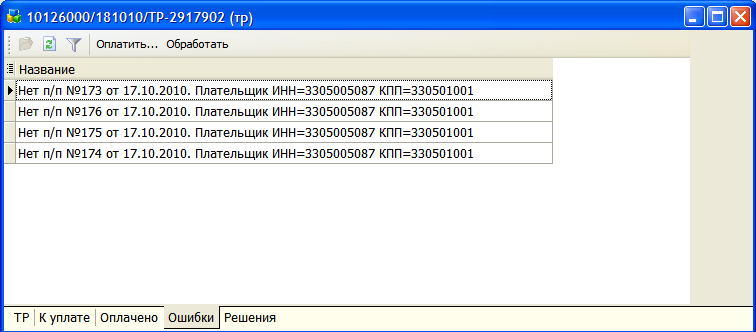 10126000/181010/ТР-2917902 (тр)
Оплатить... Обработать
Название
Нет п/п №173 от 17.10.2010. Плательщик ИНН=3305005087 КПП=330501001
Нет п/п №176 от 17.10.2010. Плательщик ИНН=3305005087 КПП=330501001
Нет п/п №175 от 17.10.2010. Плательщик ИНН=3305005087 КПП=330501001
Нет п/п №174 от 17.10.2010. Плательщик ИНН=3305005087 КПП=330501001
ТР К уплате Оплачено Ошибки Решения